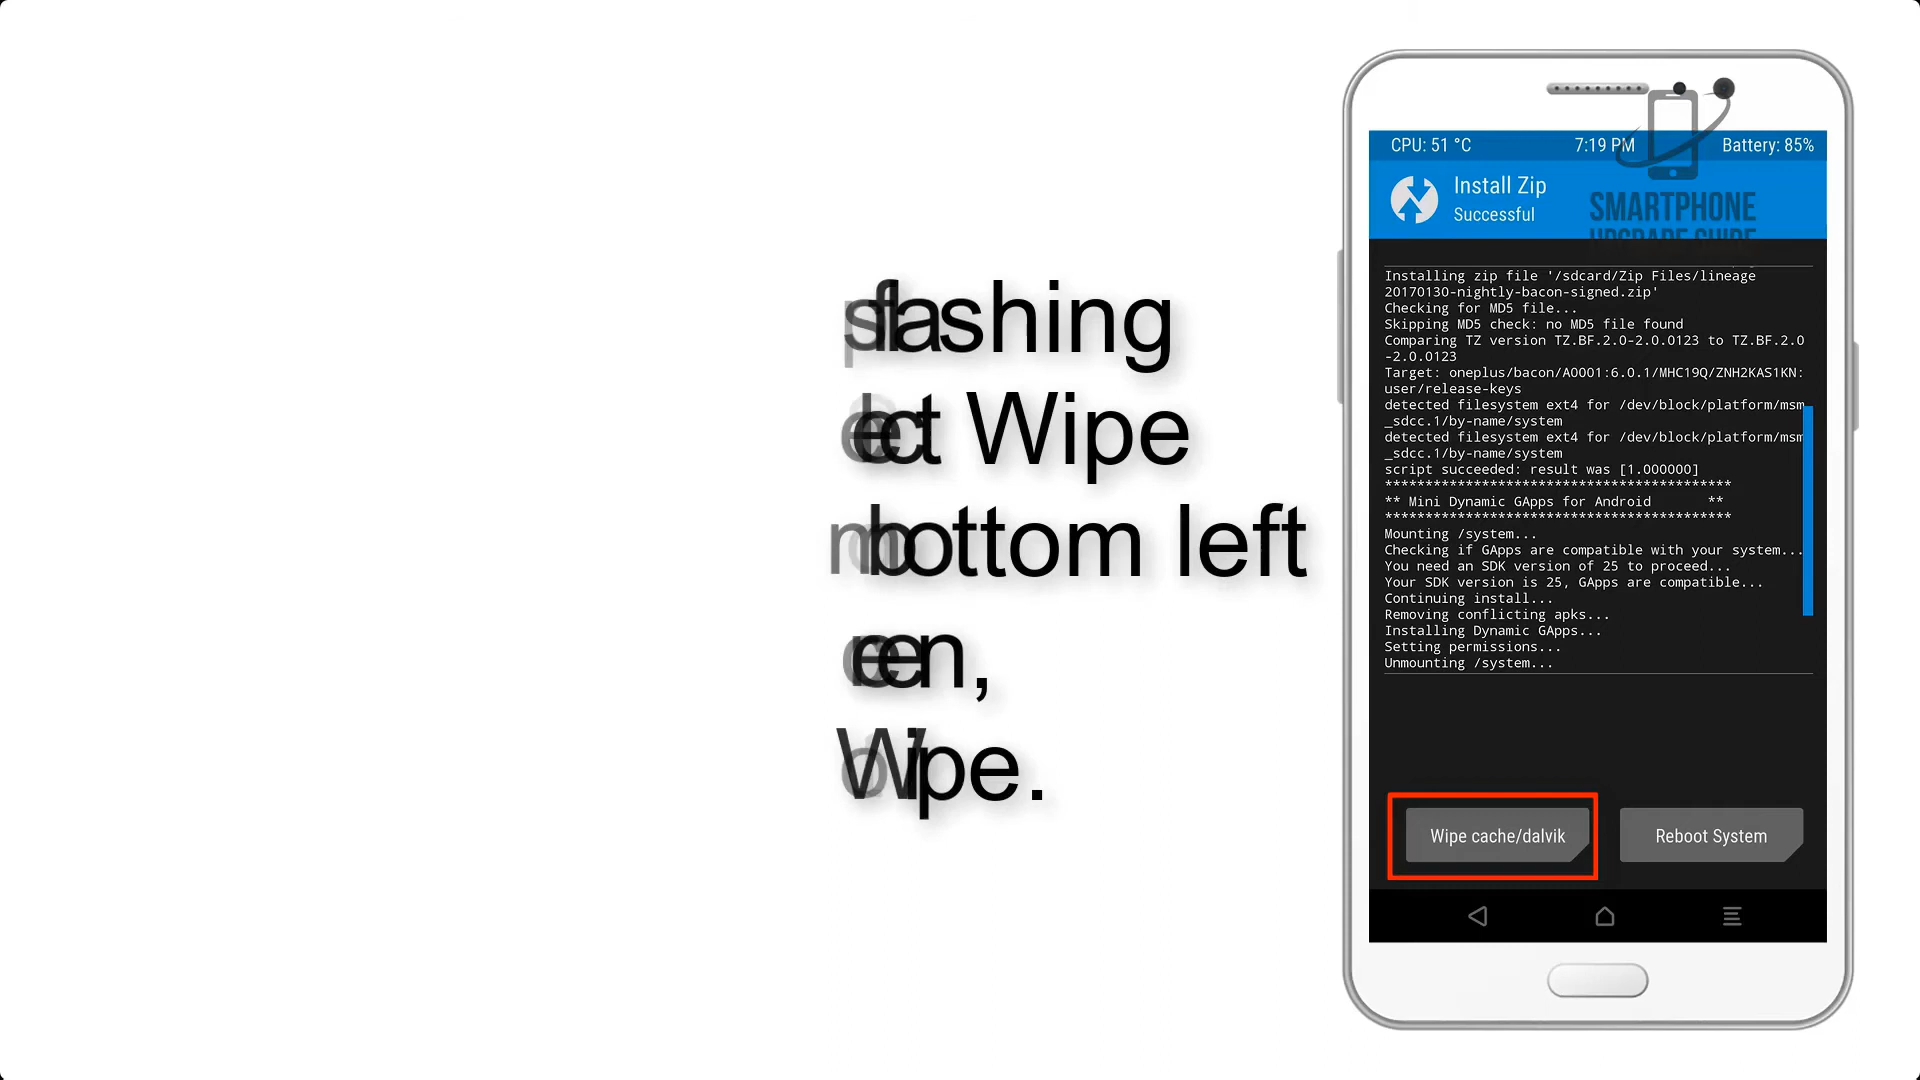 flashing
lect Wipe
bottom left
reen,
Wipe.
CPU: 51 °C 7:19 PM Battery: 85%
Install Zip
Successful
SMARTPHONE
UPGRADE GUIDE
Installing zip file '/sdcard/Zip Files/lineage
20170130-nightly-bacon-signed.zip'
Checking for MD5 file...
Skipping MD5 check: no MD5 file found
Comparing TZ version TZ.BF.2.0-2.0.0123 to TZ.BF.2.0
-2.0.0123
Target: oneplus/bacon/A0001:6.0.1/MHC19Q/ZNH2KAS1KN:
user/release-keys
detected filesystem ext4 for /dev/block/platform/msm
_sdcc.1/by-name/system
detected filesystem ext4 for /dev/block/platform/msm
_sdcc.1/by-name/system
script succeeded: result was [1.000000]
*******************************************
** Mini Dynamic GApps for Android **
*******************************************
Mounting /system...
Checking if GApps are compatible with your system...
You need an SDK version of 25 to proceed...
Your SDK version is 25, GApps are compatible...
Continuing install...
Removing conflicting apks...
Installing Dynamic GApps...
Setting permissions...
Unmounting /system...
Wipe cache/dalvik Reboot System